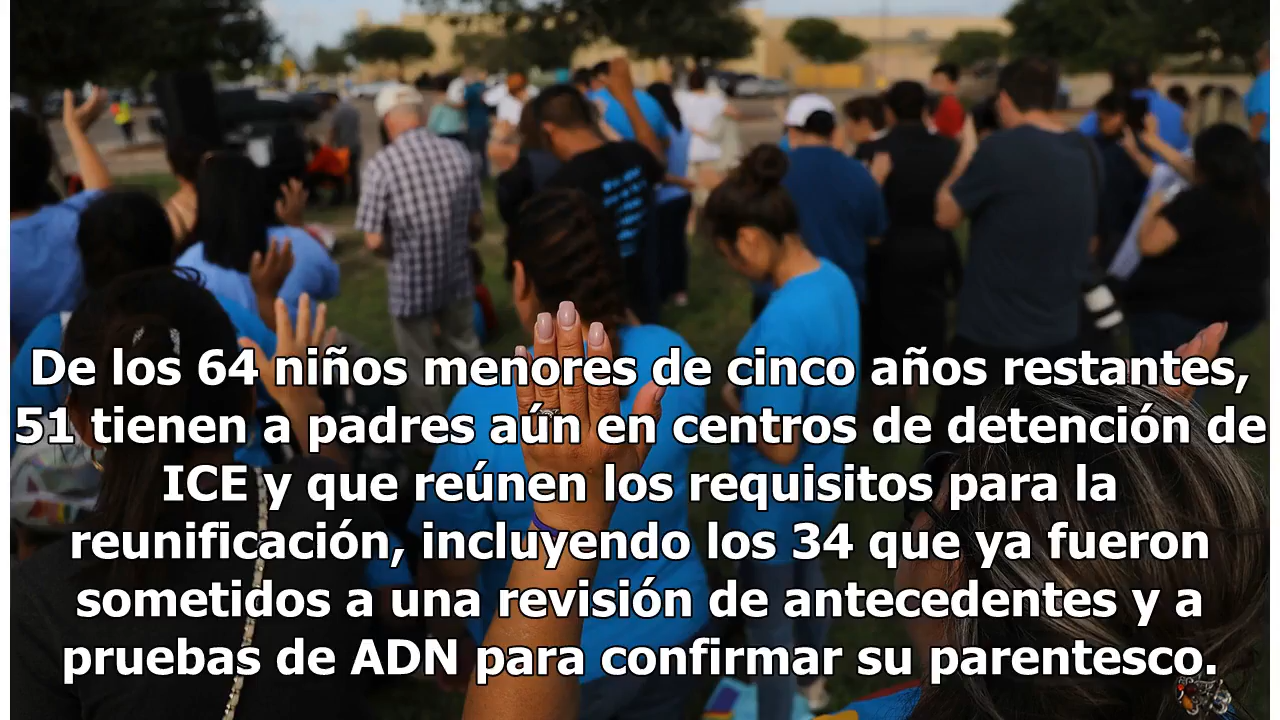 De los 64 niños menores de cinco años restantes,
51 tienen a padres aún en centros de detención de
ICE y que reúnen los requisitos para la
reunificación, incluyendo los 34 que ya fueron
sometidos a una revisión de antecedentes y a
pruebas de ADN para confirmar su parentesco.